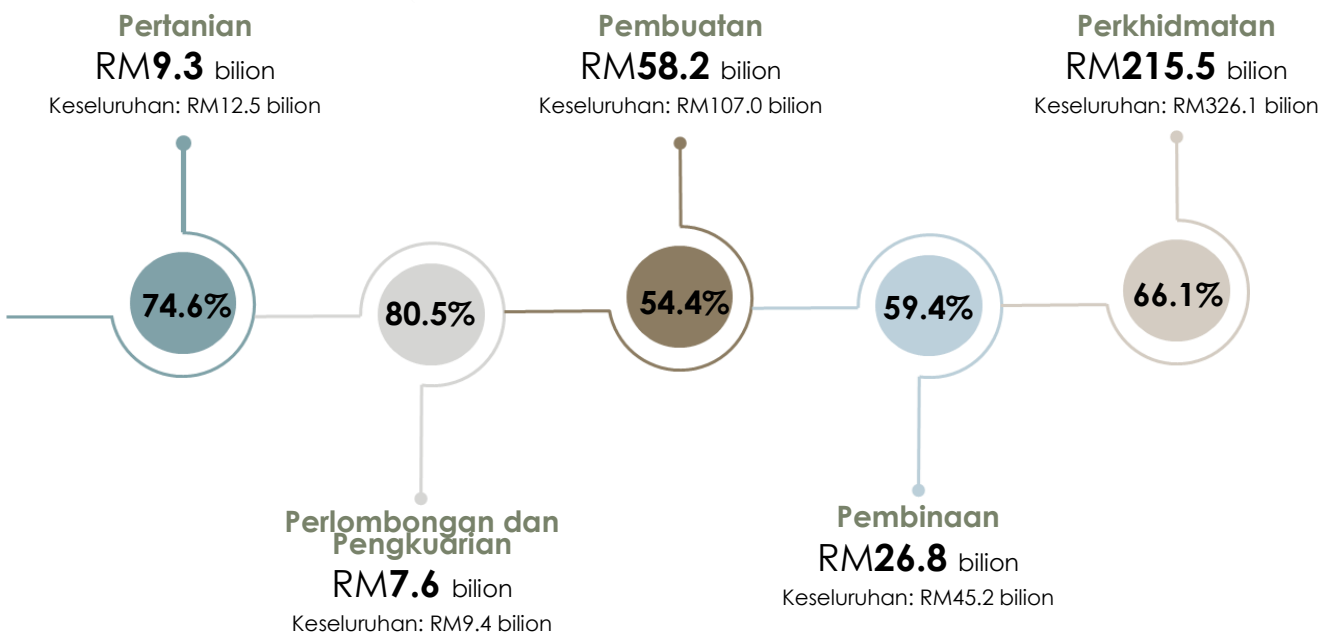 Pertanian
RM9.3 bilion
Keseluruhan: RM12.5 bilion
Pembuatan
RM58.2 bilion
Keseluruhan: RM107.0 bilion
Perkhidmatan
RM215.5 bilion
Keseluruhan: RM326.1 bilion
74.6%
80.5%
54.4%
59.4%
66.1%
Perlombongan dan
Pengkuarian
RM7.6 bilion
Keseluruhan: RM9.4 bilion
Pembinaan
RM26.8 bilion
Keseluruhan: RM45.2 bilion